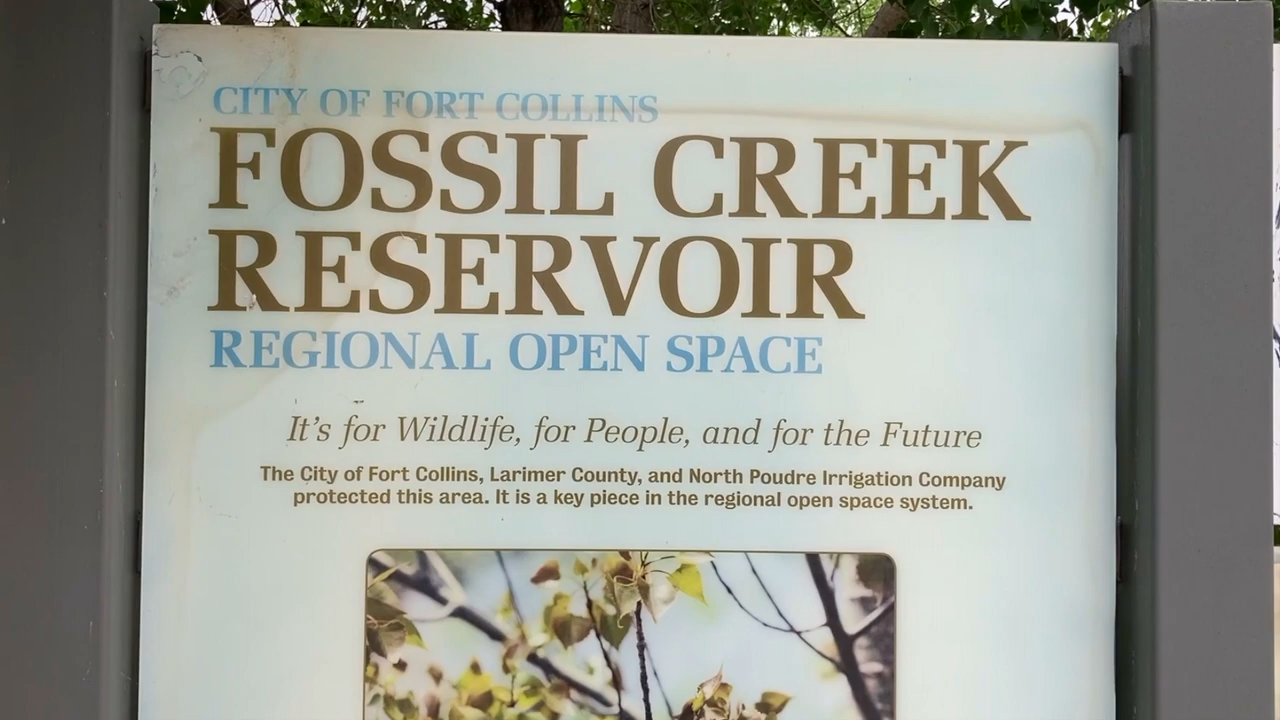 CITY OF FORT COLLINS
FOSSIL CREEK
RESERVOIR
REGIONAL OPEN SPACE
It's for Wildlife, for People, and for the Future
The City of Fort Collins, Larimer County, and North Poudre Irrigation Company
protected this area. It is a key piece in the regional open space system.